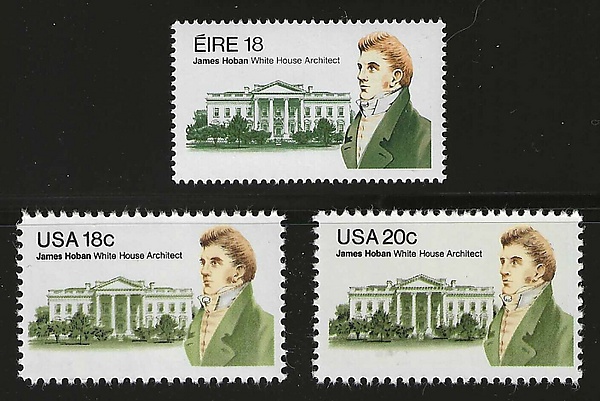 ÉIRE 18
James Hoban White House Architect
USA 18c
James Hoban White House Architect
USA 20c
James Hoban White House Architect